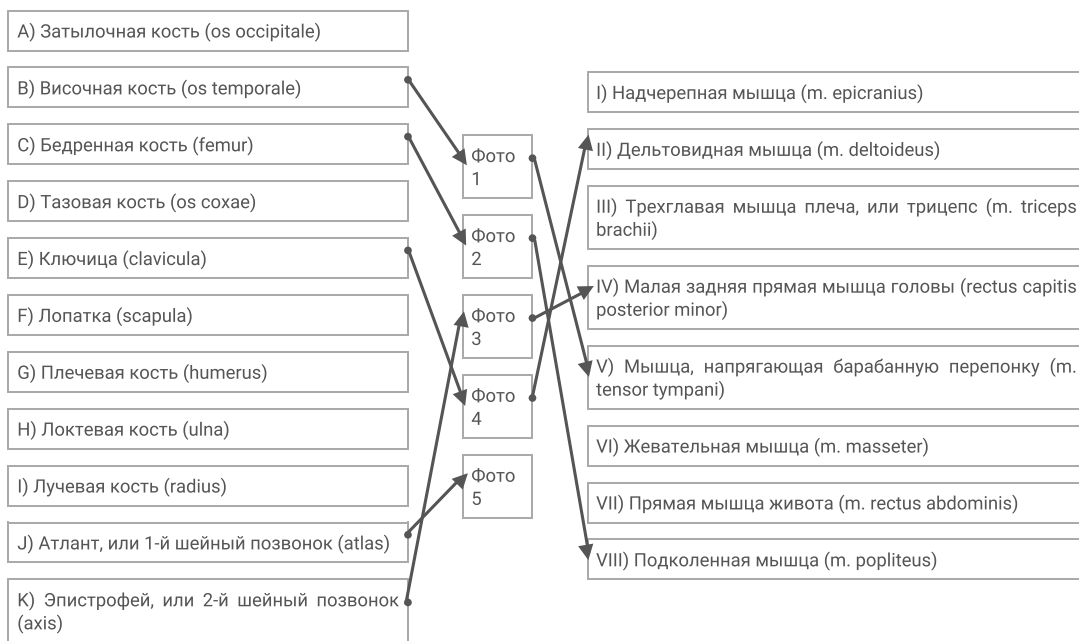 A) Затылочная кость (os occipitale)
B) Височная кость (os temporale)
C) Бедренная кость (femur)
D) Тазовая кость (os coxae)
E) Ключица (clavicula)
F) Лопатка (scapula)
G) Плечевая кость (humerus)
H) Локтевая кость (ulna)
I) Лучевая кость (radius)
J) Атлант, или 1-й шейный позвонок (atlas)
K) Эпистрофей, или 2-й шейный позвонок
(axis)
Фото
1
Фото
2
Фото
3
Фото
4
Фото
5
I) Надчерепная мышца (m. epicranius)
II) Дельтовидная мышца (m. deltoideus)
III) Трехглавая мышца плеча, или трицепс (m. triceps
brachii)
IV) Малая задняя прямая мышца головы (rectus capitis
posterior minor)
V) Мышца, напрягающая барабанную перепонку (m.
tensor tympani)
VI) Жевательная мышца (m. masseter)
VII) Прямая мышца живота (m. rectus abdominis)
VIII) Подколенная мышца (m. popliteus)